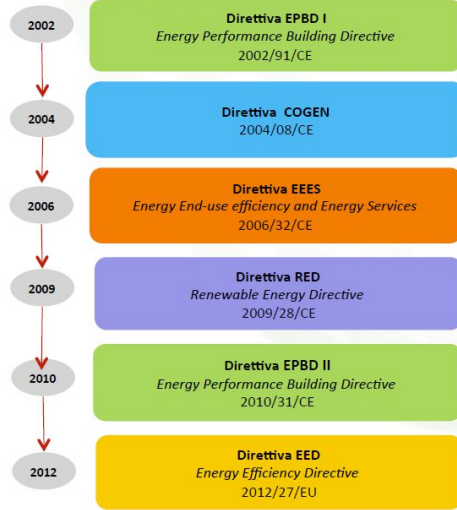 2002
Direttiva EPBD I
Energy Performance Building Directive
2002/91/CE
2004
Direttiva COGEN
2004/08/CE
2006
Direttiva EEES
Energy End-use efficiency and Energy Services
2006/32/CE
2009
Direttiva RED
Renewable Energy Directive
2009/28/CE
2010
Direttiva EPBD II
Energy Performance Building Directive
2010/31/CE
2012
Direttiva EED
Energy Efficiency Directive
2012/27/EU